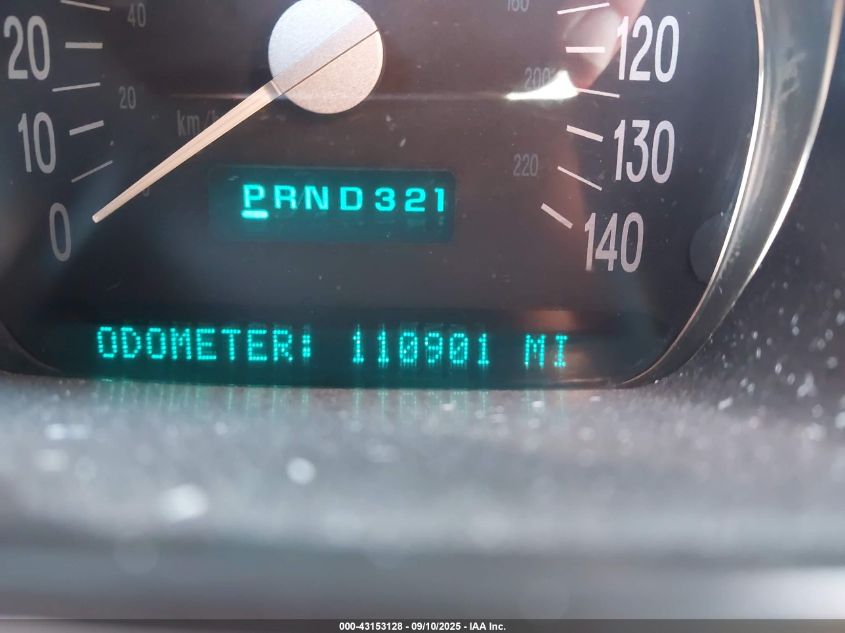 20 40 160 120
10 20 200 130
km/h 220
0 PRND321 140
ODOMETER: 110901 MI
000-43153128 - 09/10/2025 - IAA Inc.